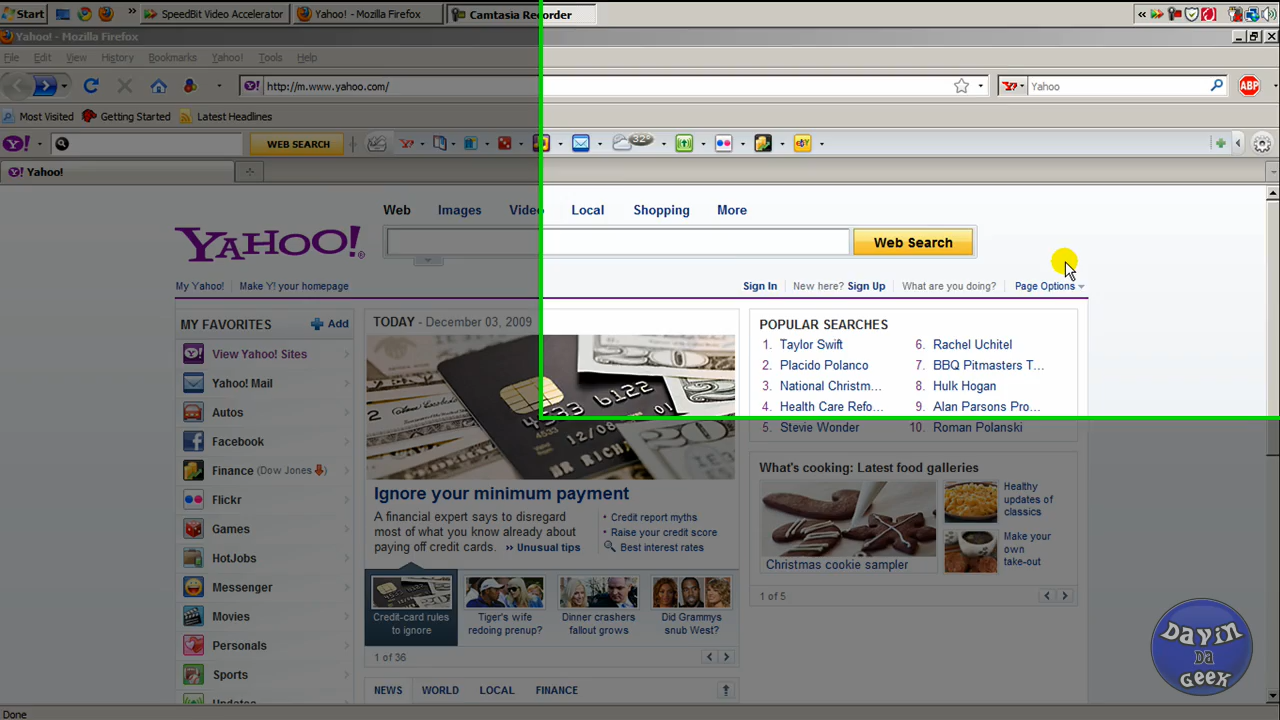 Start
SpeedBit Video Accelerator
Yahoo! - Mozilla Firefox
Camtasia Recorder
Yahoo! - Mozilla Firefox
File Edit View History Bookmarks Yahoo! Tools Help
http://m.www.yahoo.com/
Yahoo
ABP
Most Visited Getting Started Latest Headlines
Y! WEB SEARCH 32°
Yahoo!
Web Images Video Local Shopping More
YAHOO!
Web Search
My Yahoo! Make Y! your homepage
Sign In New here? Sign Up What are you doing? Page Options
MY FAVORITES Add
View Yahoo! Sites
Yahoo! Mail
Autos
Facebook
Finance (Dow Jones )
Flickr
Games
HotJobs
Messenger
Movies
Personals
Sports
Updates
TODAY - December 03, 2009
4533 6122
4533
12/08
MR RICH
Ignore your minimum payment
A financial expert says to disregard
most of what you know already about
paying off credit cards. » Unusual tips
• Credit report myths
• Raise your credit score
Best interest rates
Credit-card rules
to ignore
Tiger's wife
redoing prenup?
Dinner crashers
fallout grows
Did Grammys
snub West?
1 of 36
NEWS WORLD LOCAL FINANCE
POPULAR SEARCHES
1. Taylor Swift
2. Placido Polanco
3. National Christm...
4. Health Care Refo...
5. Stevie Wonder
6. Rachel Uchitel
7. BBQ Pitmasters T...
8. Hulk Hogan
9. Alan Parsons Pro...
10. Roman Polanski
What's cooking: Latest food galleries
Christmas cookie sampler
Healthy
updates of
classics
Make your
own
take-out
1 of 5
Dayin
Da
Geek
Done